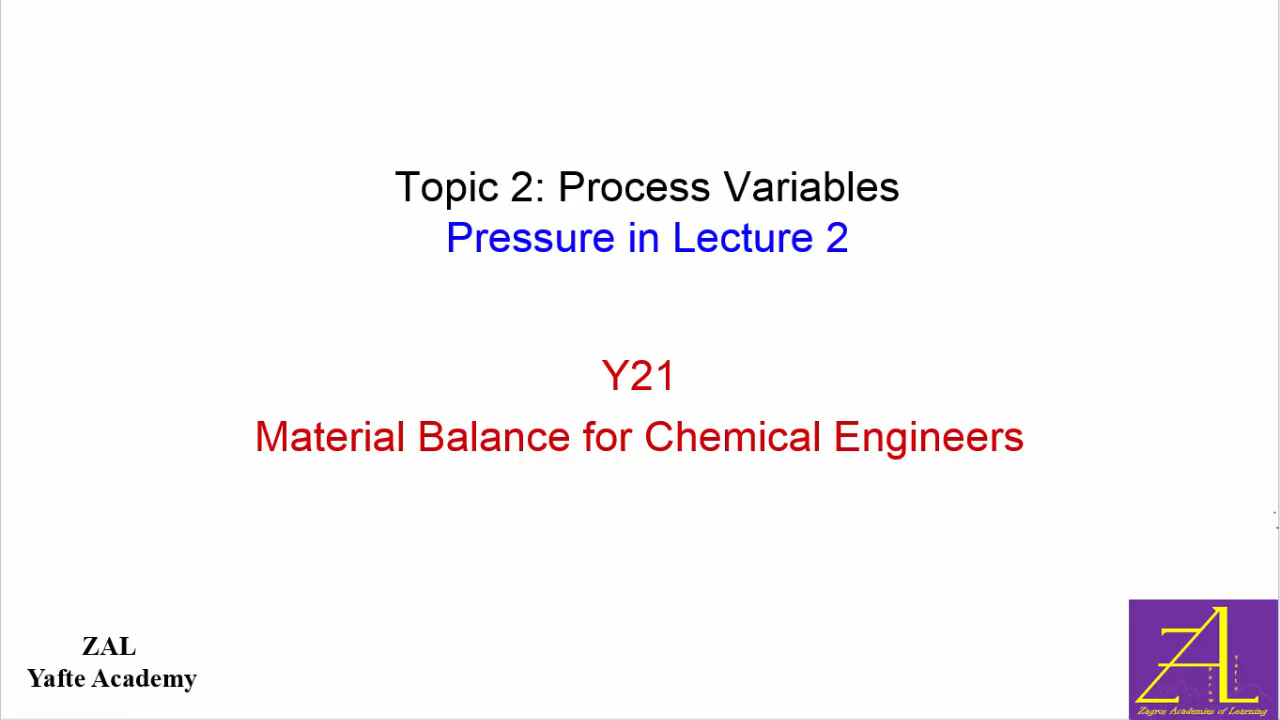 Topic 2: Process Variables
Pressure in Lecture 2
Y21
Material Balance for Chemical Engineers
ZAL
Yafte Academy
ZAL
Zagros Academies of Learning